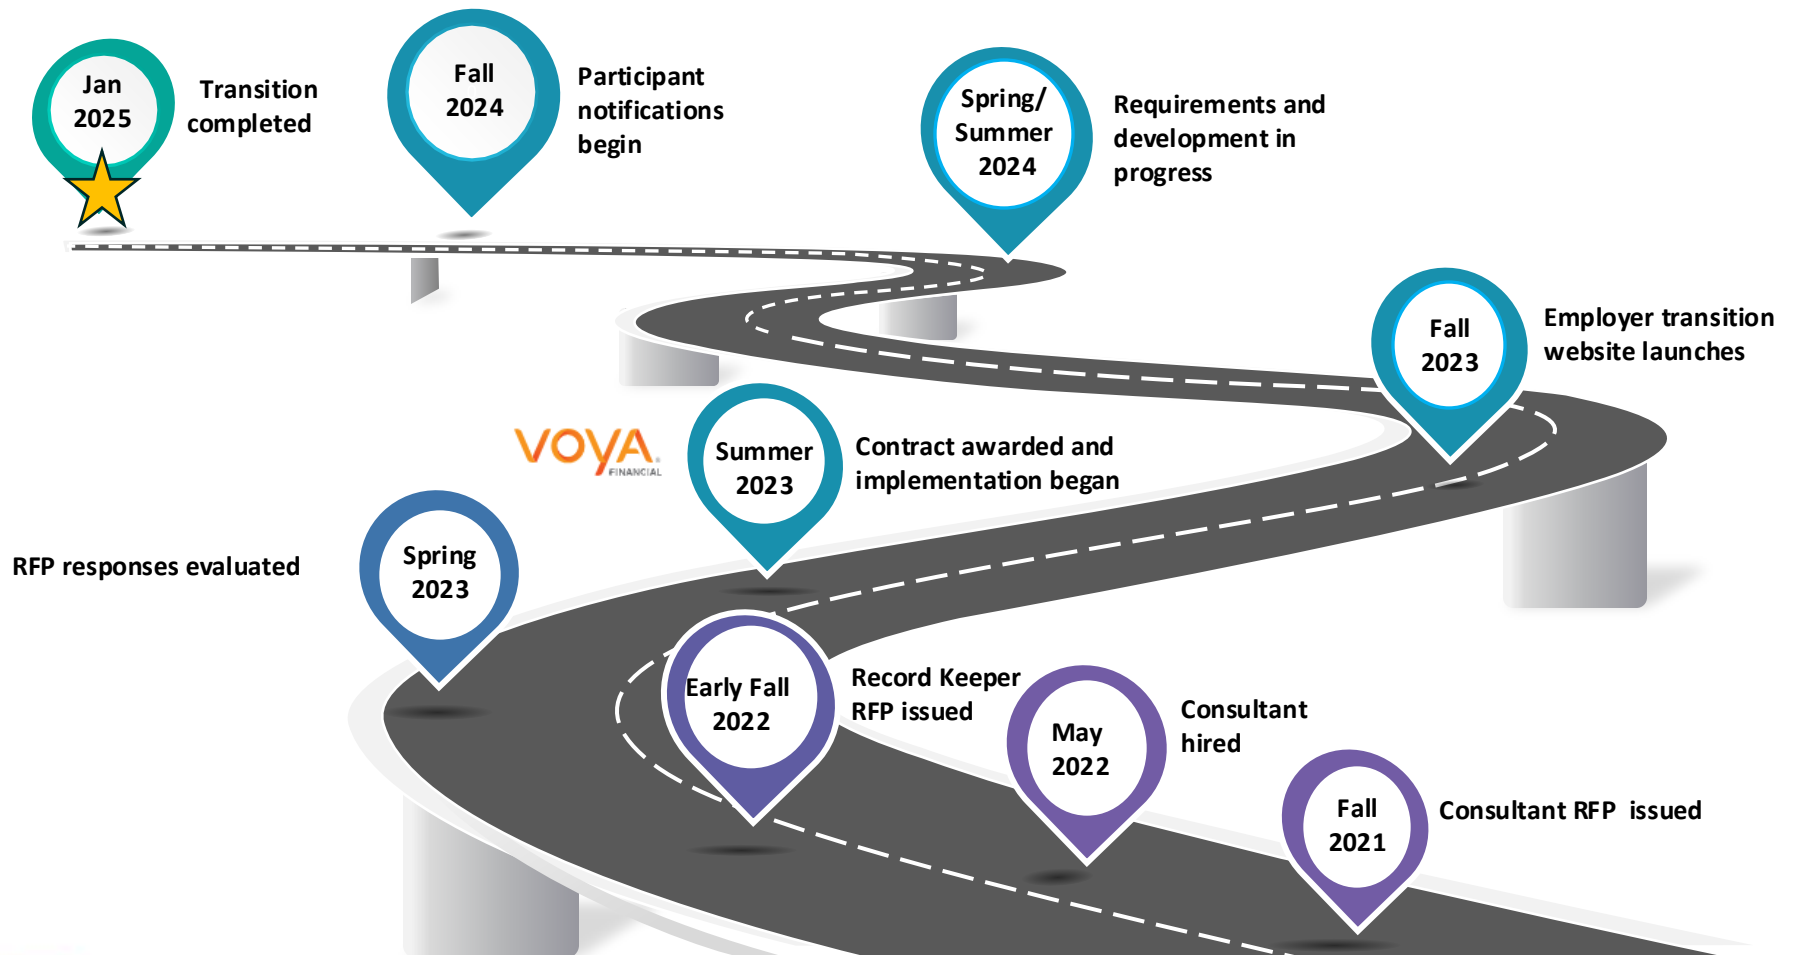 Jan
2025
Transition
completed
Fall
2024
Participant
notifications
begin
Spring/
Summer
2024
Requirements and
development in
progress
Fall
2023
Employer transition
website launches
VOYA
FINANCIAL
Summer
2023
Contract awarded and
implementation began
RFP responses evaluated
Spring
2023
Early Fall
2022
Record Keeper
RFP issued
May
2022
Consultant
hired
Fall
2021
Consultant RFP issued